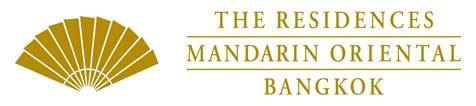 THE RESIDENCES
MANDARIN ORIENTAL
BANGKOK